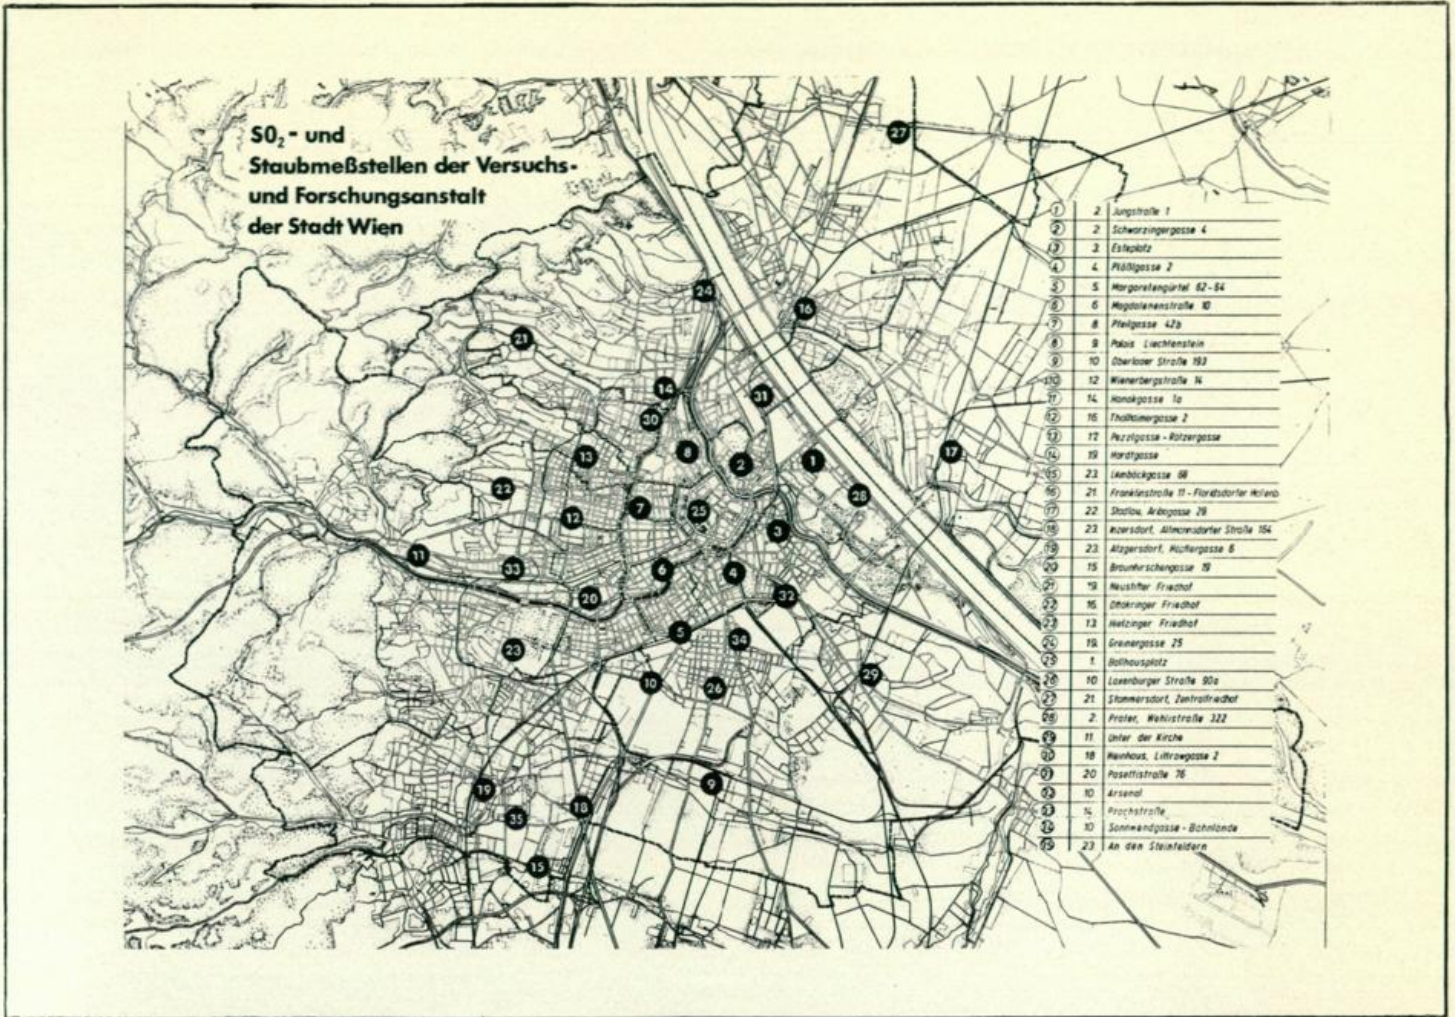 SO₂- und
Staubmeßstellen der Versuchs-
und Forschungsanstalt
der Stadt Wien
27
24
16
21
14
31
30
13
8
2
1
17
22
28
7
25
12
3
11
33
6
4
20
32
5
34
23
10
26
29
9
19
18
35
15
1 2. Jungstraße 1
2 2. Schwarzingergasse 4
3 3. Esteplatz
4 4. Plößlgasse 2
5 5. Margaretengürtel 62-64
6 6 Magdalenenstraße 10
7 8 Pfeilgasse 42b
8 9 Palais Liechtenstein
9 10 Oberlaaer Straße 193
10 12 Wienerbergstraße 14
11 14. Hanakgasse 1a
12 16. Thalhaimergasse 2
13 17 Pezzlgasse - Rötzergasse
14 19. Hardtgasse
15 23. Lemböckgasse
16 21. Franklinstraße 11 - Floridsdorfer
17 22. Stadlau,
18 23. Inzersdorf, Altmannsdorfer Straße 164
19 23. Atzgersdorf, 6
20 15 Braunhirschengasse 19
21 19. Neustifter Friedhof
22 16. Ottakringer Friedhof
23 13 Hietzinger Friedhof
24 19. Greinergasse 25
25 1. Ballhausplatz
26 10 Laxenburger Straße 90a
27 21. Stammersdorf, Zentralfriedhof
28 2. Prater, Wehlistraße 322
29 11. Unter der Kirche
30 18 Weinhaus, Littrowgasse 2
31 20 Pasettistraße 76
32 10 Arsenal
33 14. Prochstraße
34 10 Sonnwendgasse - Bahnlände
35 23. An den Steinfeldern